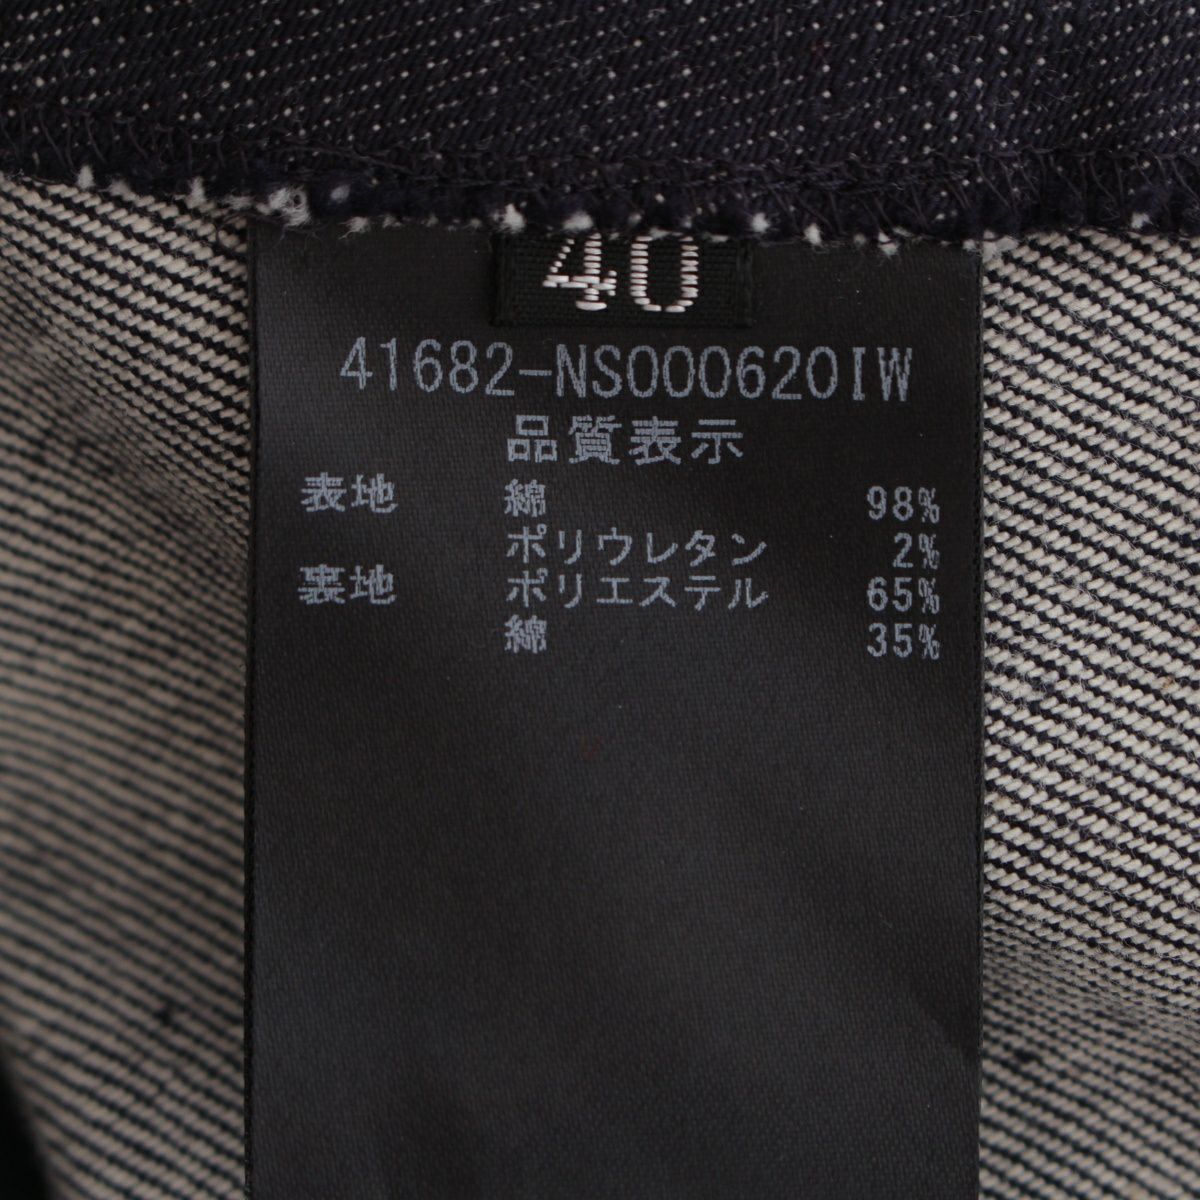 40
41682-NS000620IW
品質表示
表地 綿 98%
ポリウレタン 2%
裏地 ポリエステル 65%
綿 35%